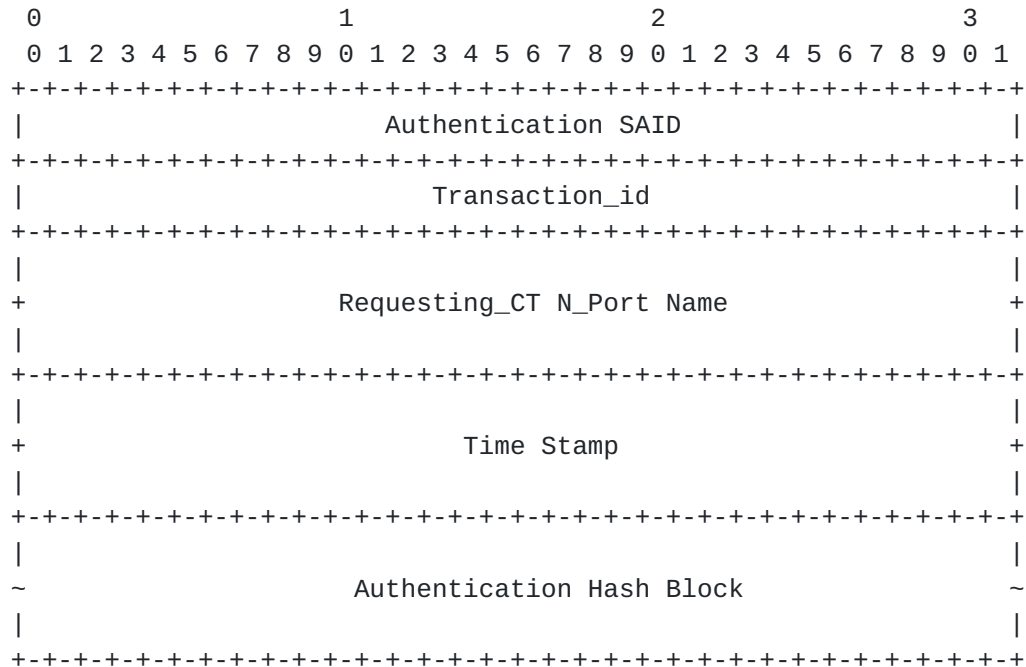 0                   1                   2                   3
 0 1 2 3 4 5 6 7 8 9 0 1 2 3 4 5 6 7 8 9 0 1 2 3 4 5 6 7 8 9 0 1
+-+-+-+-+-+-+-+-+-+-+-+-+-+-+-+-+-+-+-+-+-+-+-+-+-+-+-+-+-+-+-+-+
|                       Authentication SAID                     |
+-+-+-+-+-+-+-+-+-+-+-+-+-+-+-+-+-+-+-+-+-+-+-+-+-+-+-+-+-+-+-+-+
|                          Transaction_id                       |
+-+-+-+-+-+-+-+-+-+-+-+-+-+-+-+-+-+-+-+-+-+-+-+-+-+-+-+-+-+-+-+-+
|                                                               |
+                    Requesting_CT N_Port Name                  +
|                                                               |
+-+-+-+-+-+-+-+-+-+-+-+-+-+-+-+-+-+-+-+-+-+-+-+-+-+-+-+-+-+-+-+-+
|                                                               |
+                            Time Stamp                         +
|                                                               |
+-+-+-+-+-+-+-+-+-+-+-+-+-+-+-+-+-+-+-+-+-+-+-+-+-+-+-+-+-+-+-+-+
|                                                               |
~                     Authentication Hash Block                 ~
|                                                               |
+-+-+-+-+-+-+-+-+-+-+-+-+-+-+-+-+-+-+-+-+-+-+-+-+-+-+-+-+-+-+-+-+